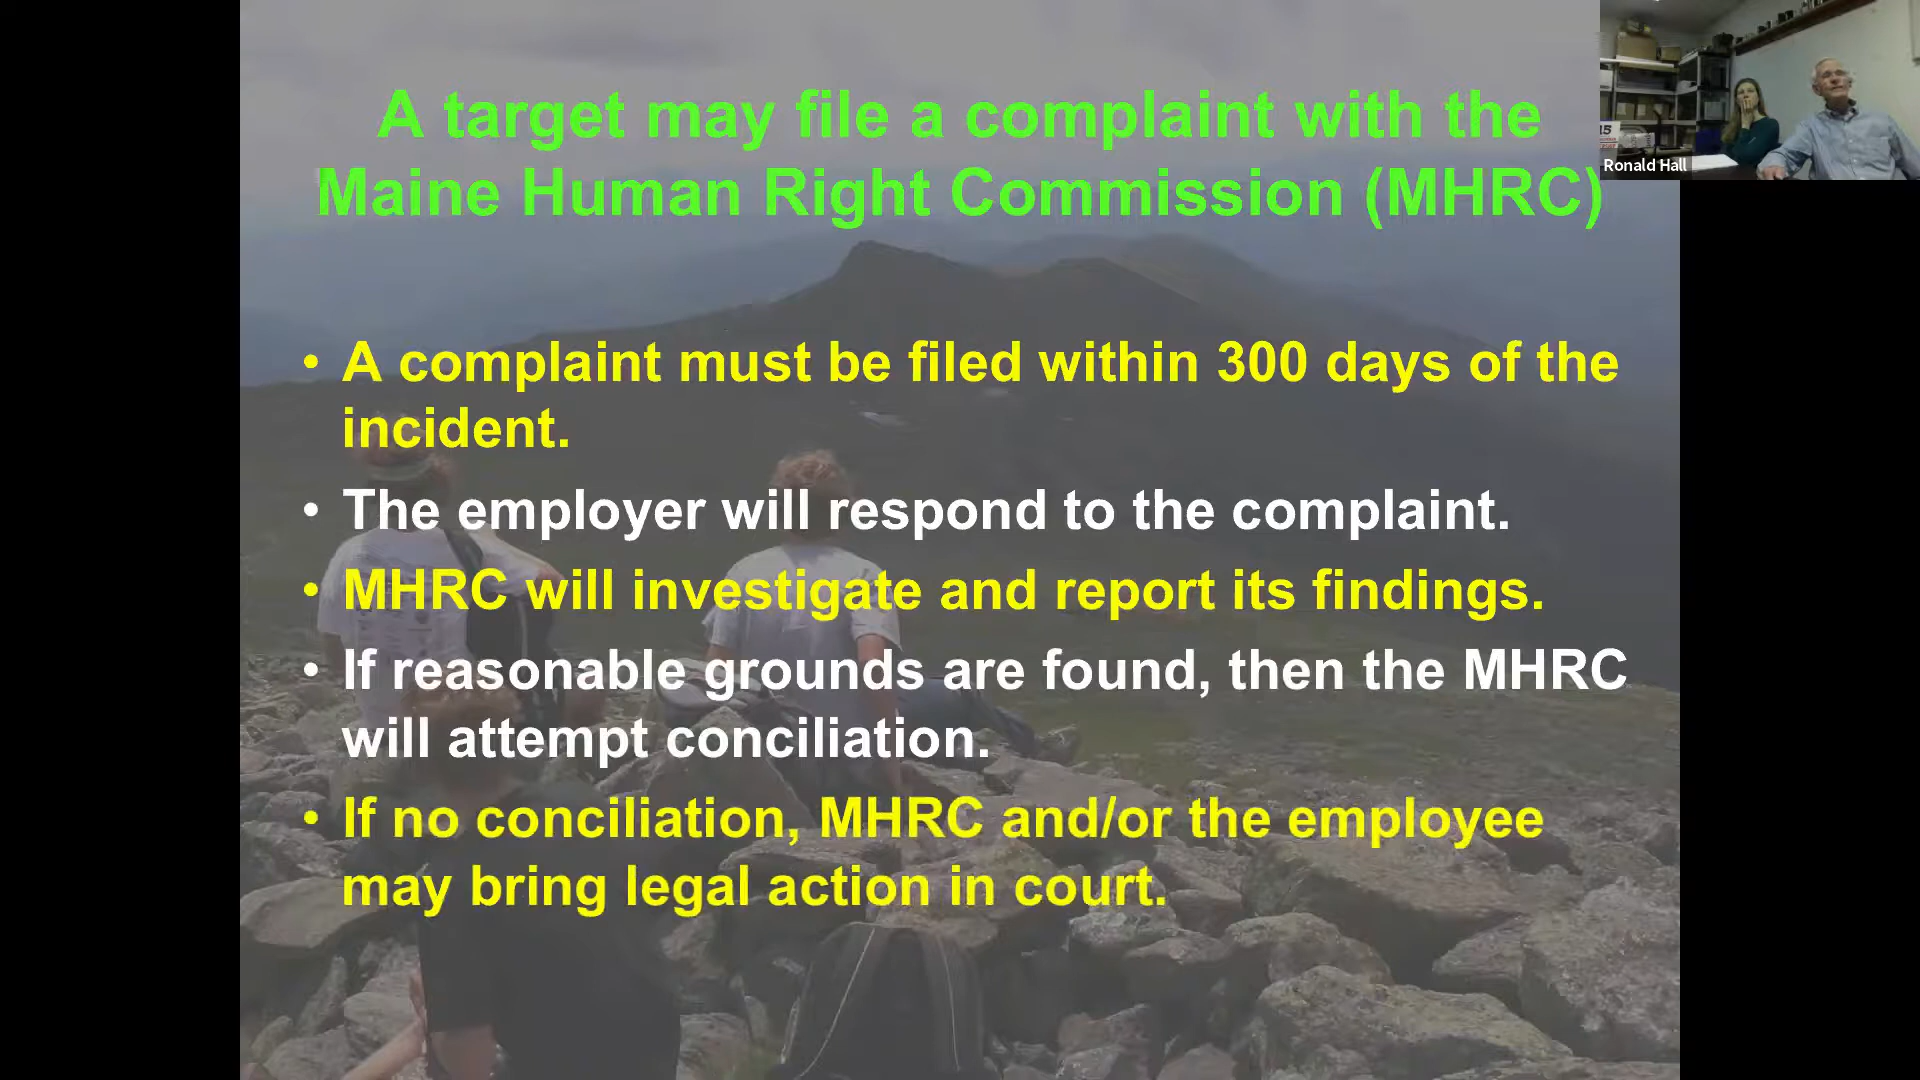 A target may file a complaint with the
Maine Human Right Commission (MHRC)
Ronald Hall
• A complaint must be filed within 300 days of the
incident.
• The employer will respond to the complaint.
• MHRC will investigate and report its findings.
• If reasonable grounds are found, then the MHRC
will attempt conciliation.
• If no conciliation, MHRC and/or the employee
may bring legal action in court.